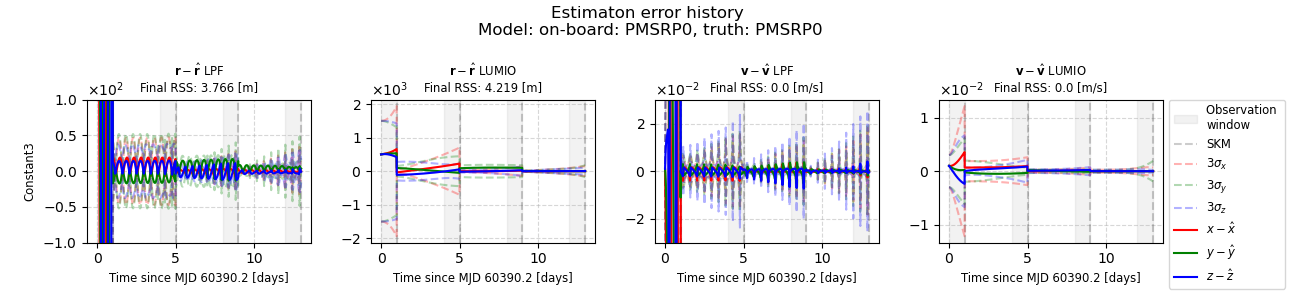 Estimaton error history
Model: on-board: PMSRP0, truth: PMSRP0
r − r̂ LPF
Final RSS: 3.766 [m]
×10²
1.0
0.5
0.0
−0.5
−1.0
Constant3
0
5
10
Time since MJD 60390.2 [days]
r − r̂ LUMIO
Final RSS: 4.219 [m]
×10³
2
1
0
−1
−2
0
5
10
Time since MJD 60390.2 [days]
v − v̂ LPF
Final RSS: 0.0 [m/s]
×10⁻²
2
0
−2
0
5
10
Time since MJD 60390.2 [days]
v − v̂ LUMIO
Final RSS: 0.0 [m/s]
×10⁻²
1
0
−1
0
5
10
Time since MJD 60390.2 [days]
Observation
window
SKM
3σx
3σy
3σz
x − x̂
y − ŷ
z − ẑ